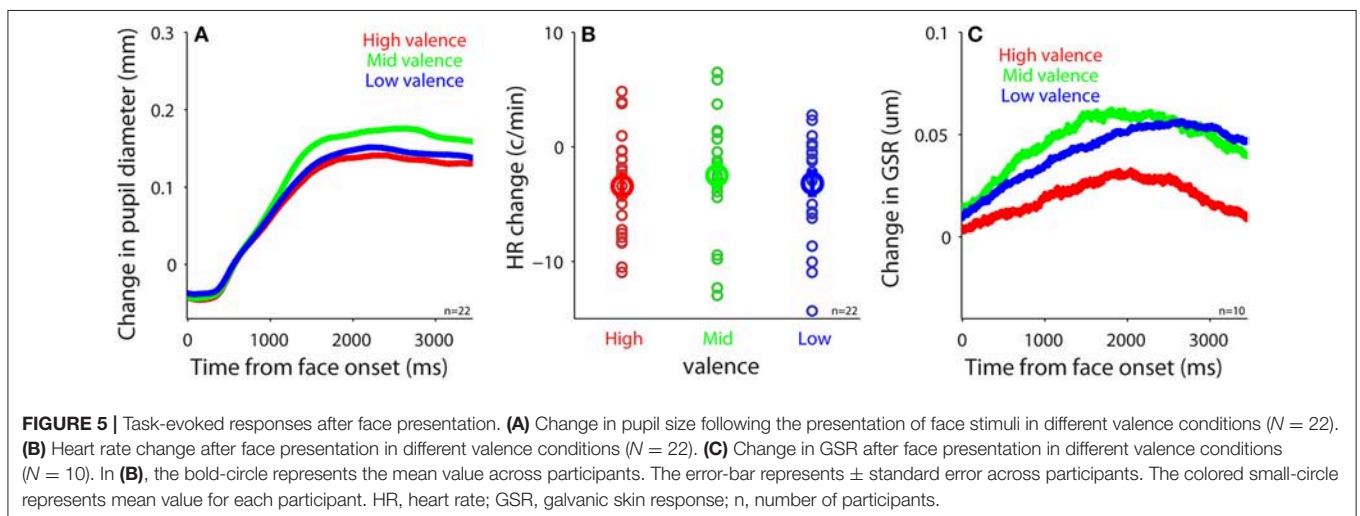 A
High valence
Mid valence
Low valence
Change in pupil diameter (mm)
0.3
0.2
0.1
0
n=22
0 1000 2000 3000
Time from face onset (ms)
B
HR change (c/min)
10
0
−10
n=22
High Mid Low
valence
C
High valence
Mid valence
Low valence
Change in GSR (um)
0.1
0.05
0
n=10
0 1000 2000 3000
Time from face onset (ms)
FIGURE 5 | Task-evoked responses after face presentation. (A) Change in pupil size following the presentation of face stimuli in different valence conditions (N = 22).
(B) Heart rate change after face presentation in different valence conditions (N = 22). (C) Change in GSR after face presentation in different valence conditions
(N = 10). In (B), the bold-circle represents the mean value across participants. The error-bar represents ± standard error across participants. The colored small-circle
represents mean value for each participant. HR, heart rate; GSR, galvanic skin response; n, number of participants.